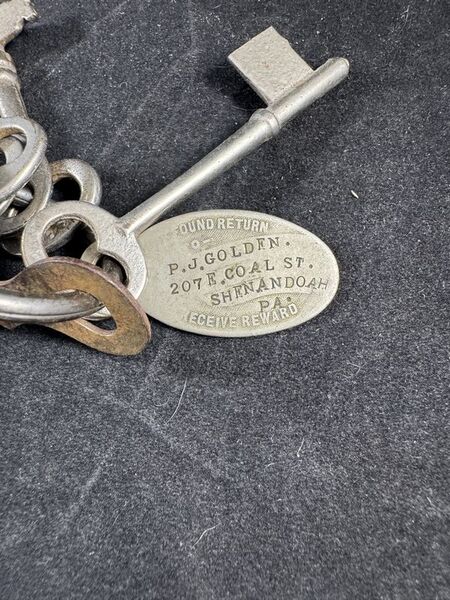 OUND RETURN
P.J.GOLDEN.
207 E. COAL ST.
SHENANDOAH
PA.
ECEIVE REWARD